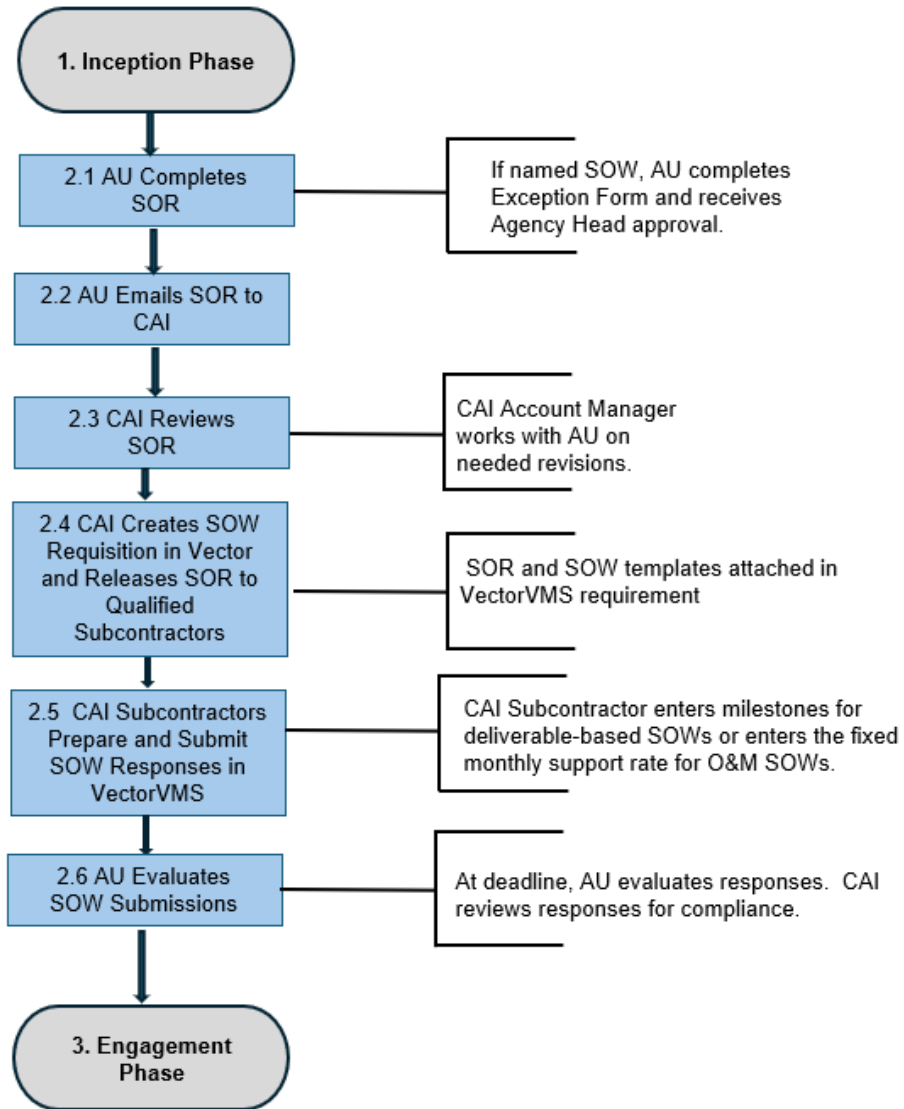 1. Inception Phase
2.1 AU Completes
SOR
If named SOW, AU completes
Exception Form and receives
Agency Head approval.
2.2 AU Emails SOR to
CAI
2.3 CAI Reviews
SOR
CAI Account Manager
works with AU on
needed revisions.
2.4 CAI Creates SOW
Requisition in Vector
and Releases SOR to
Qualified
Subcontractors
SOR and SOW templates attached in
VectorVMS requirement
2.5  CAI Subcontractors
Prepare and Submit
SOW Responses in
VectorVMS
CAI Subcontractor enters milestones for
deliverable-based SOWs or enters the fixed
monthly support rate for O&M SOWs.
2.6 AU Evaluates
SOW Submissions
At deadline, AU evaluates responses.  CAI
reviews responses for compliance.
3. Engagement
Phase